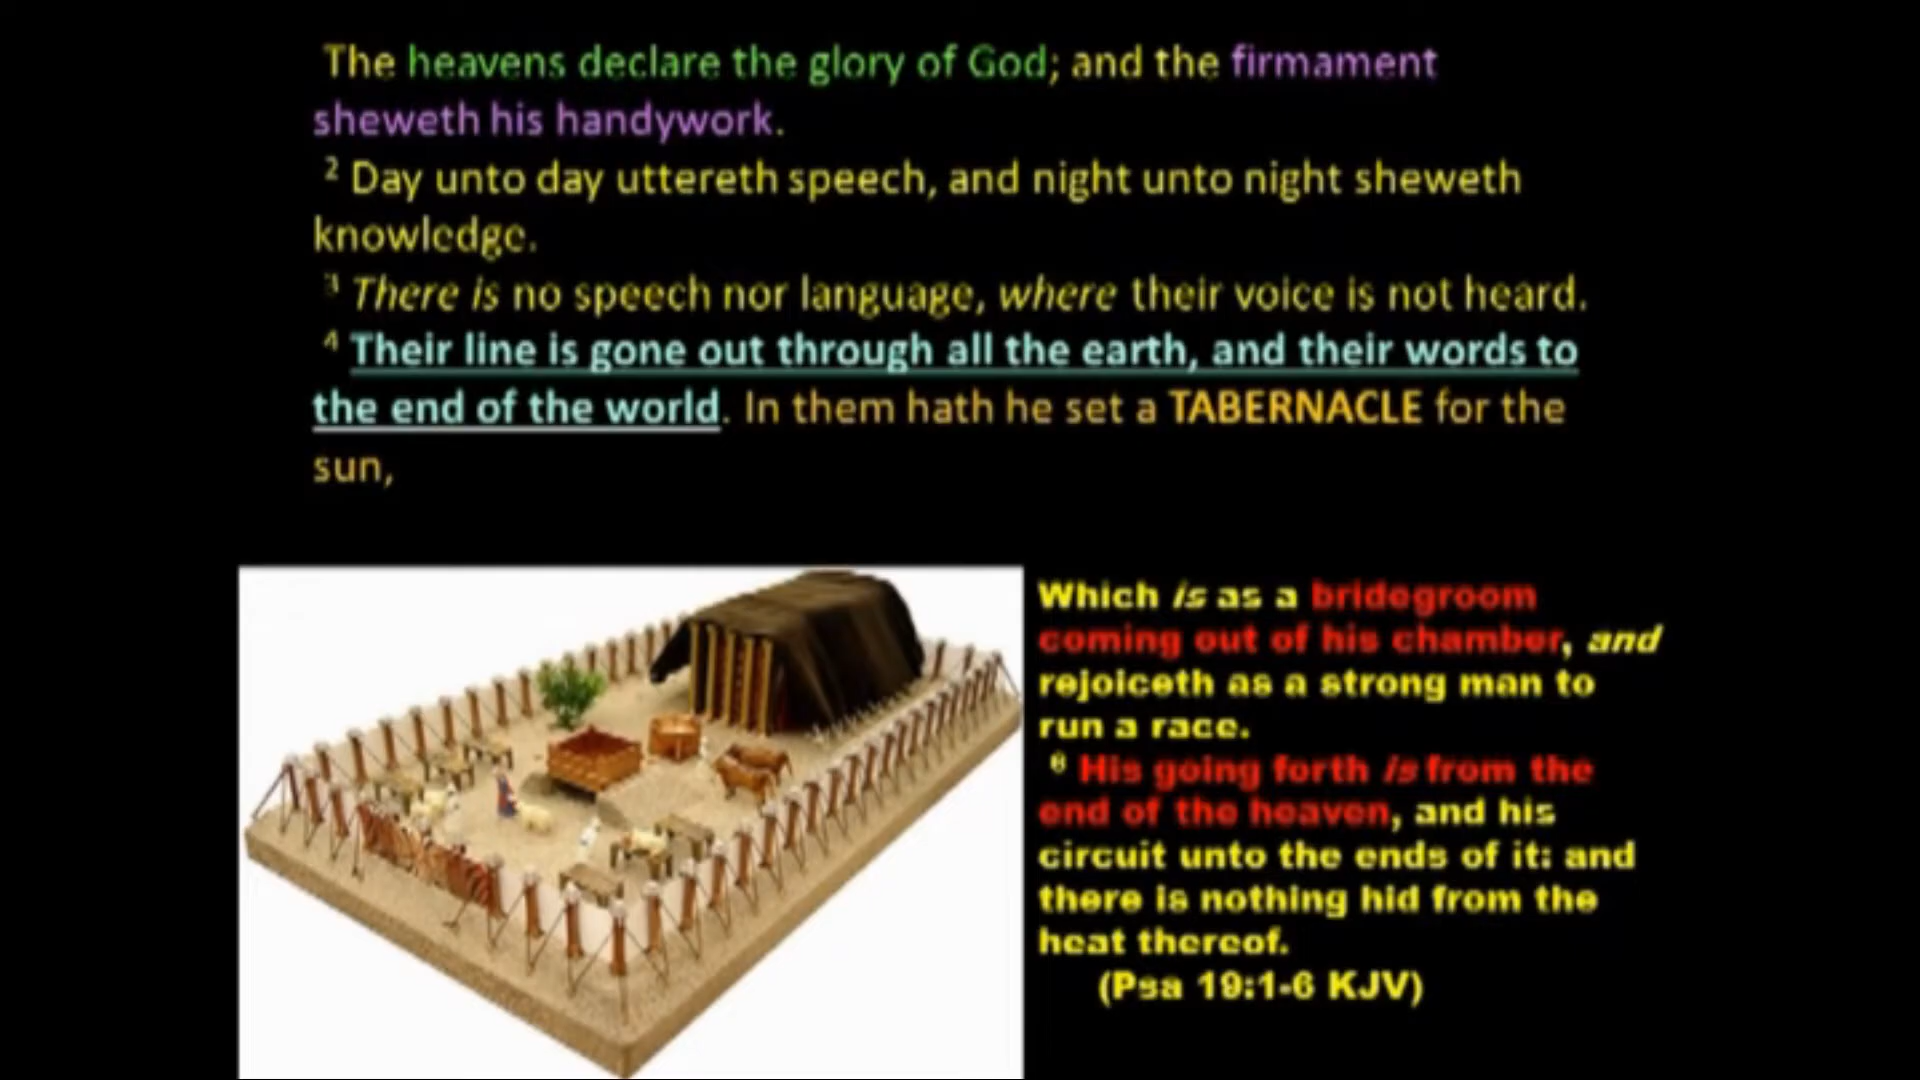 The heavens declare the glory of God; and the firmament
sheweth his handywork.
2 Day unto day uttereth speech, and night unto night sheweth
knowledge.
3 There is no speech nor language, where their voice is not heard.
4 Their line is gone out through all the earth, and their words to
the end of the world. In them hath he set a TABERNACLE for the
sun,
Which is as a bridegroom
coming out of his chamber, and
rejoiceth as a strong man to
run a race.
6 His going forth is from the
end of the heaven, and his
circuit unto the ends of it: and
there is nothing hid from the
heat thereof.
(Psa 19:1-6 KJV)